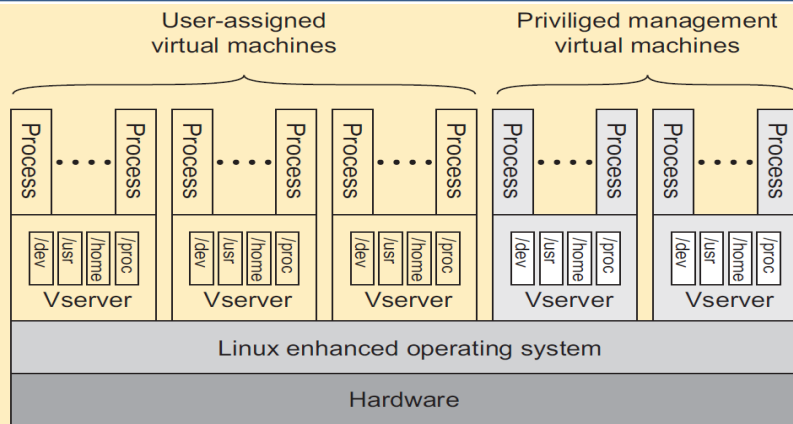 User-assigned
virtual machines
Priviliged management
virtual machines
Process Process Process Process Process Process Process Process Process Process
/dev /usr /home /proc /dev /usr /home /proc /dev /usr /home /proc /dev /usr /home /proc /dev /usr /home /proc
Vserver Vserver Vserver Vserver Vserver
Linux enhanced operating system
Hardware